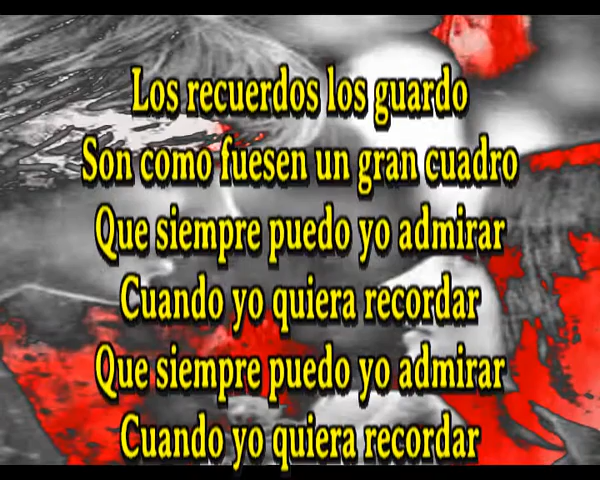 Los recuerdos los guardo
Son como fuesen un gran cuadro
Que siempre puedo yo admirar
Cuando yo quiera recordar
Que siempre puedo yo admirar
Cuando yo quiera recordar